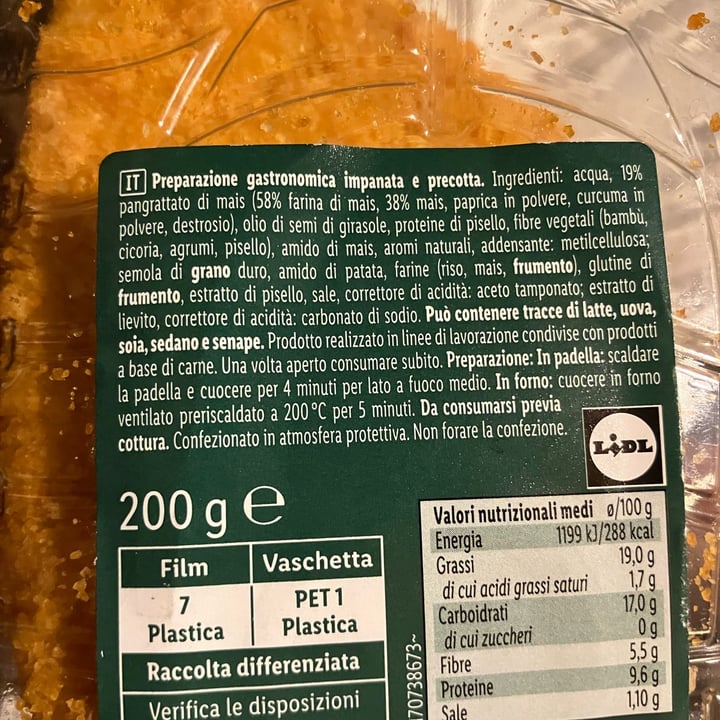 IT Preparazione gastronomica impanata e precotta. Ingredienti: acqua, 19%
pangrattato di mais (58% farina di mais, 38% mais, paprica in polvere, curcuma in
polvere, destrosio), olio di semi di girasole, proteine di pisello, fibre vegetali (bambù,
cicoria, agrumi, pisello), amido di mais, aromi naturali, addensante: metilcellulosa;
semola di grano duro, amido di patata, farine (riso, mais, frumento), glutine di
frumento, estratto di pisello, sale, correttore di acidità: aceto tamponato; estratto di
lievito, correttore di acidità: carbonato di sodio. Può contenere tracce di latte, uova,
soia, sedano e senape. Prodotto realizzato in linee di lavorazione condivise con prodotti
a base di carne. Una volta aperto consumare subito. Preparazione: In padella: scaldare
la padella e cuocere per 4 minuti per lato a fuoco medio. In forno: cuocere in forno
ventilato preriscaldato a 200°C per 5 minuti. Da consumarsi previa
cottura. Confezionato in atmosfera protettiva. Non forare la confezione.
LIDL
200 g e
Film Vaschetta
7 PET 1
Plastica Plastica
Raccolta differenziata
Verifica le disposizioni
70738673~
Valori nutrizionali medi ø/100 g
Energia 1199 kJ/288 kcal
Grassi 19,0 g
di cui acidi grassi saturi 1,7 g
Carboidrati 17,0 g
di cui zuccheri 0 g
Fibre 5,5 g
Proteine 9,6 g
Sale 1,10 g